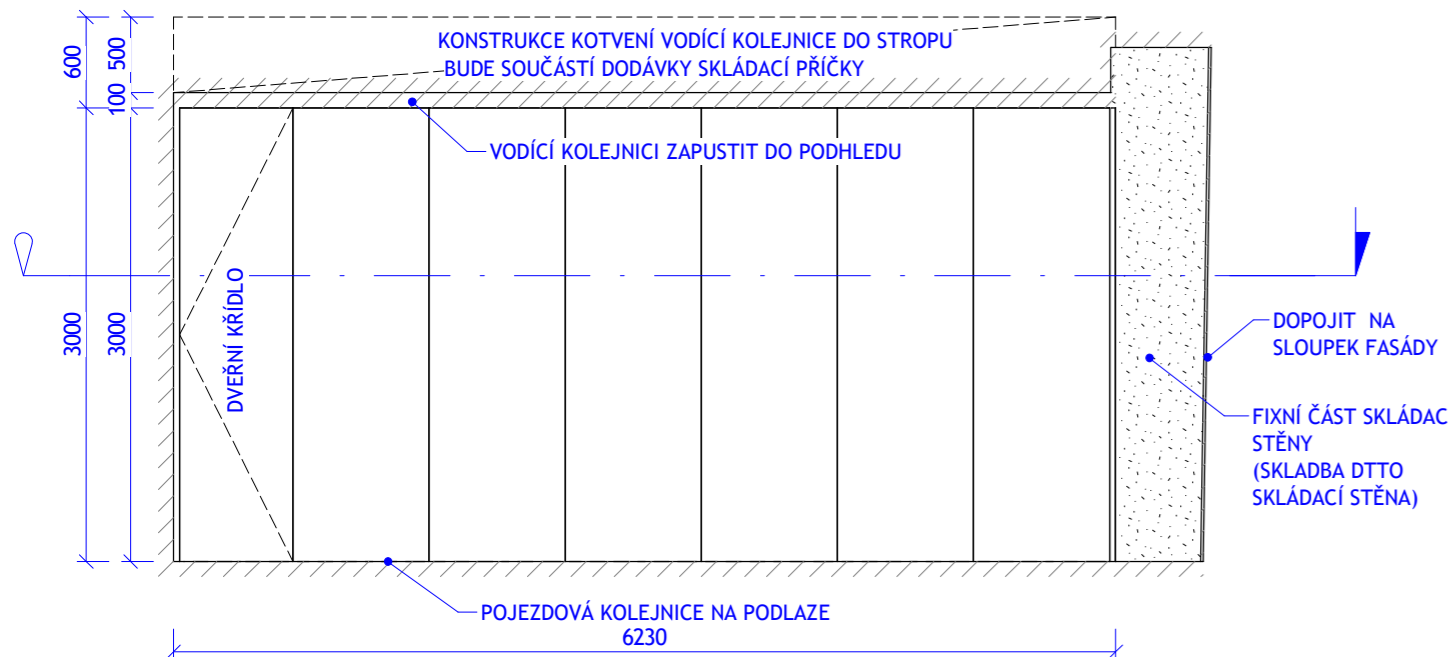 KONSTRUKCE KOTVENÍ VODÍCÍ KOLEJNICE DO STROPU
BUDE SOUČÁSTÍ DODÁVKY SKLÁDACÍ PŘÍČKY
600
500
100
VODÍCÍ KOLEJNICI ZAPUSTIT DO PODHLEDU
3000
3000
DVEŘNÍ KŘÍDLO
DOPOJIT NA
SLOUPEK FASÁDY
FIXNÍ ČÁST SKLÁDAC
STĚNY
(SKLADBA DTTO
SKLÁDACÍ STĚNA)
POJEZDOVÁ KOLEJNICE NA PODLAZE
6230